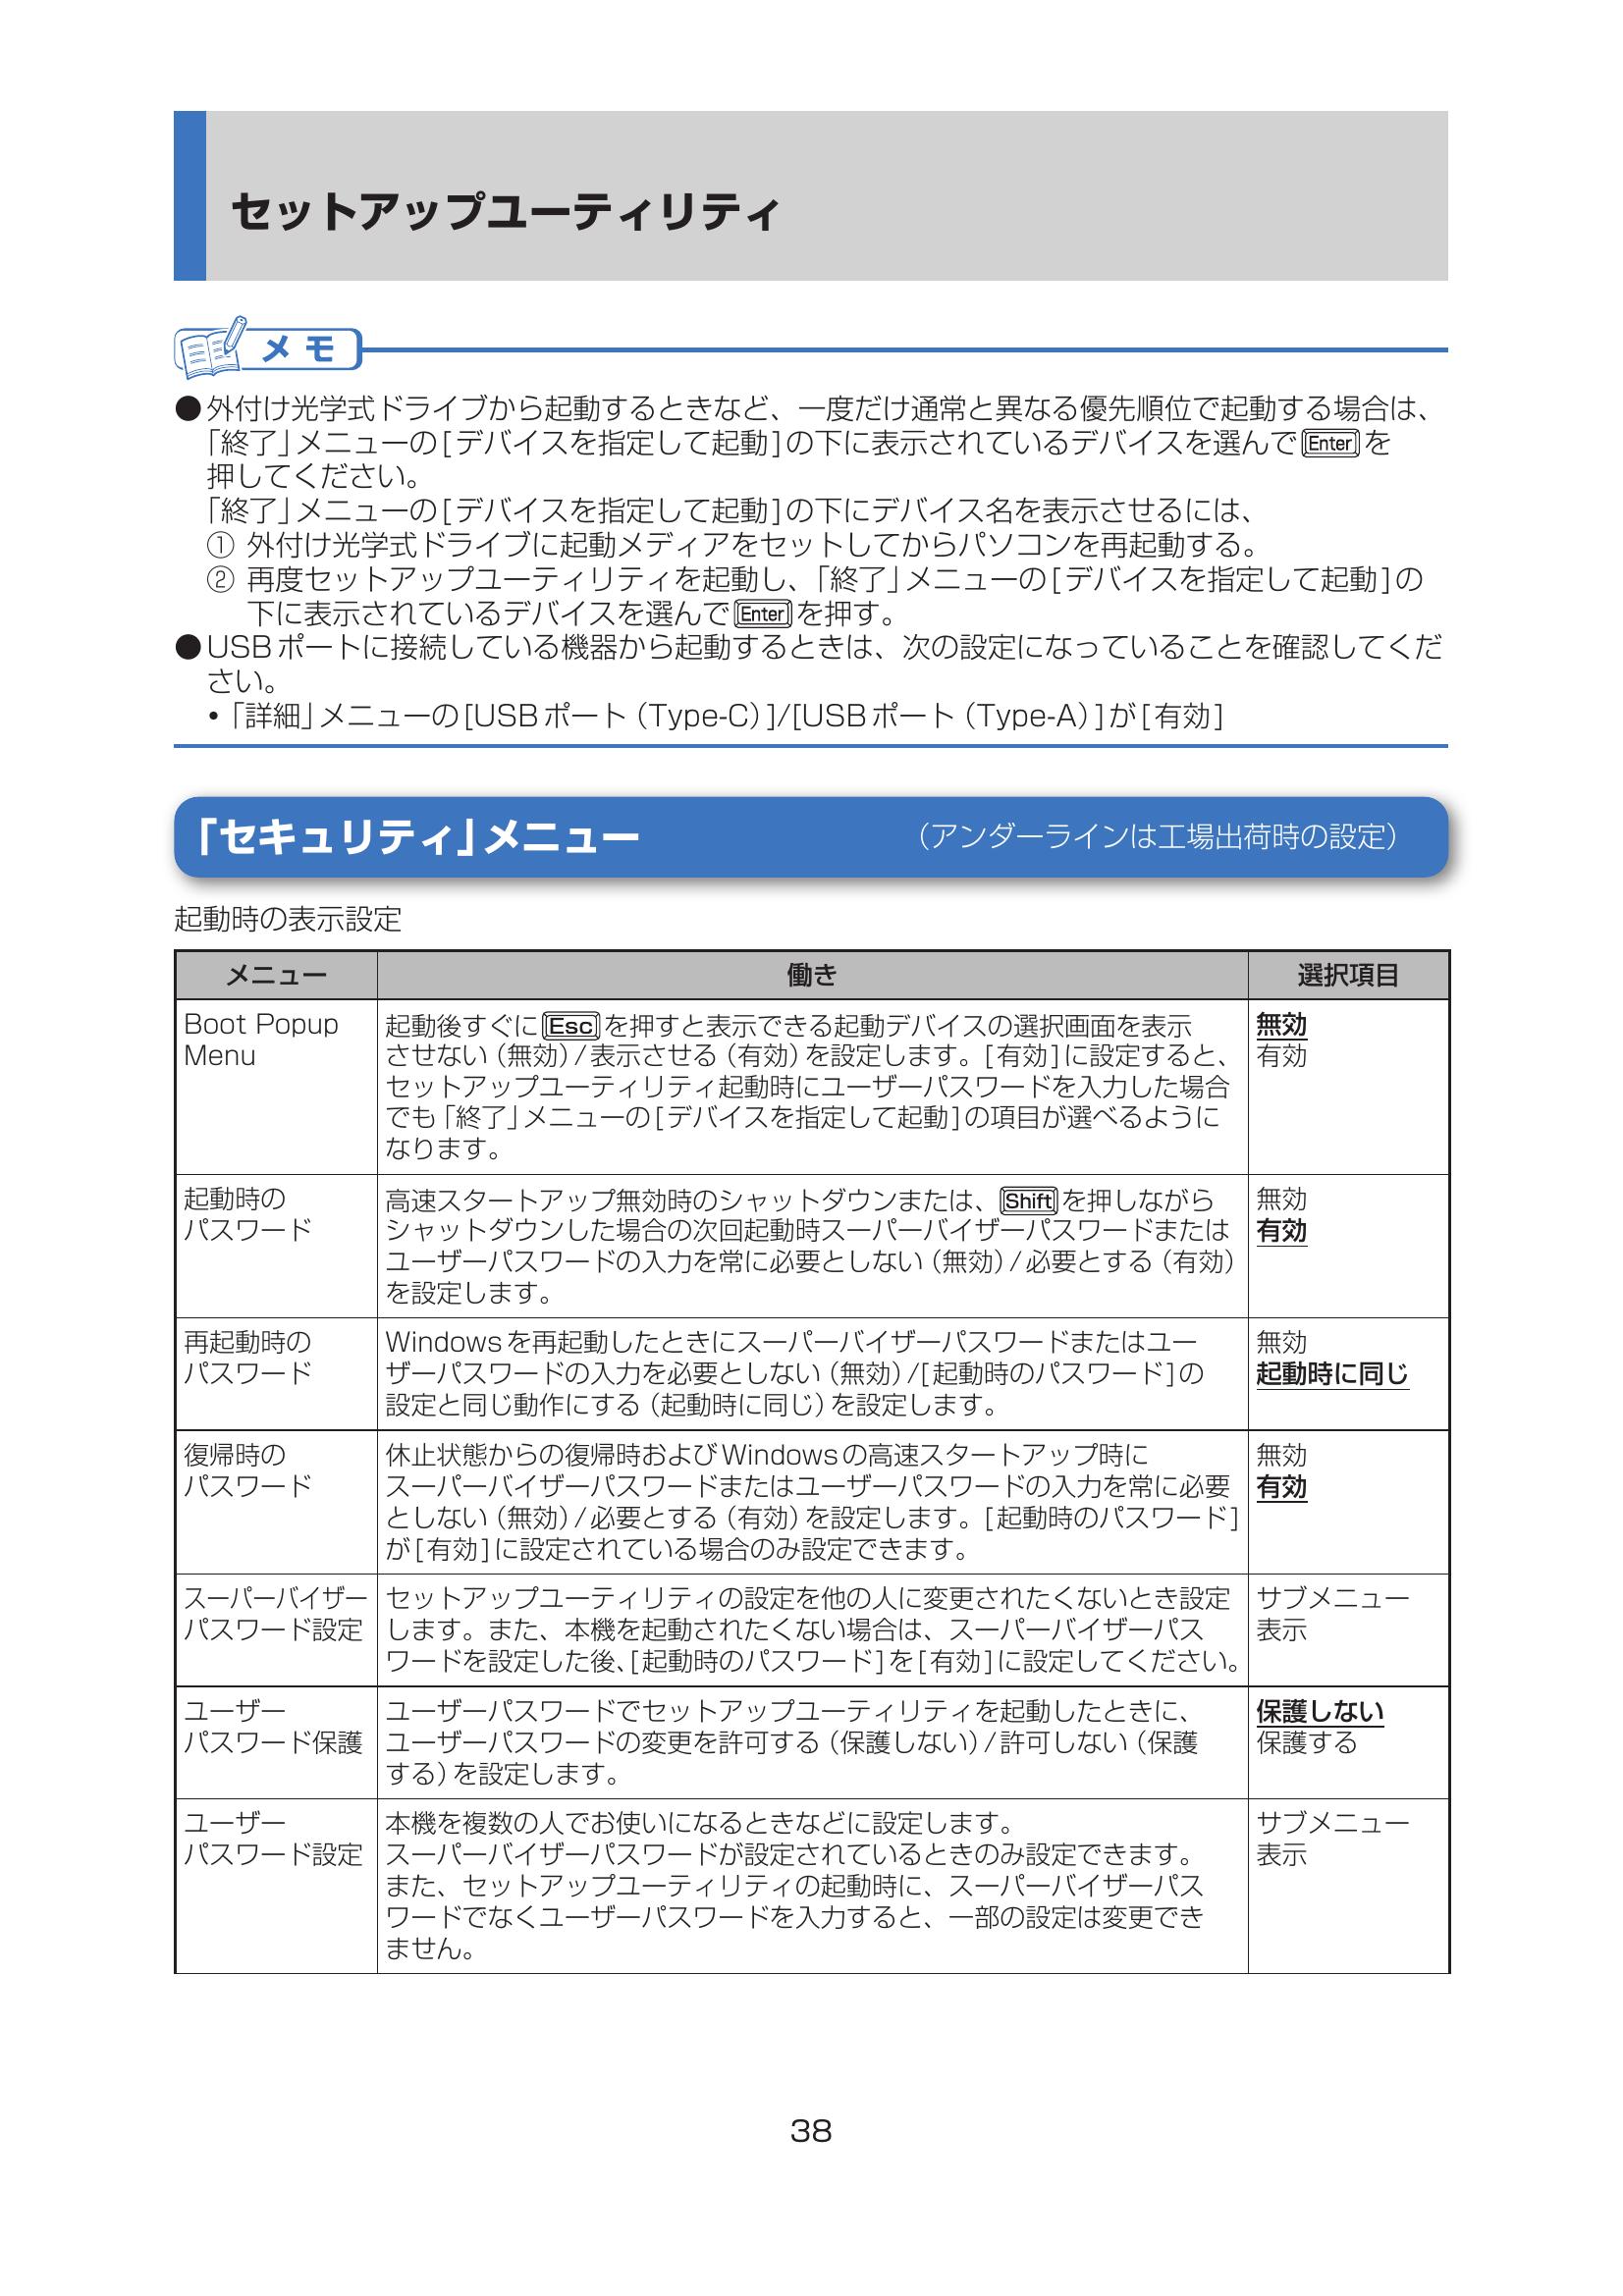 セットアップユーティリティ
メモ
●外付け光学式ドライブから起動するときなど、一度だけ通常と異なる優先順位で起動する場合は、
「終了」メニューの[デバイスを指定して起動]の下に表示されているデバイスを選んでEnterを
押してください。
「終了」メニューの[デバイスを指定して起動]の下にデバイス名を表示させるには、
① 外付け光学式ドライブに起動メディアをセットしてからパソコンを再起動する。
② 再度セットアップユーティリティを起動し、「終了」メニューの[デバイスを指定して起動]の
下に表示されているデバイスを選んでEnterを押す。
●USBポートに接続している機器から起動するときは、次の設定になっていることを確認してくだ
さい。
•「詳細」メニューの[USBポート（Type-C）]/[USBポート（Type-A）]が[有効]
「セキュリティ」メニュー （アンダーラインは工場出荷時の設定）
起動時の表示設定
メニュー 働き 選択項目
Boot Popup
Menu
起動後すぐにEscを押すと表示できる起動デバイスの選択画面を表示
させない（無効）/表示させる（有効）を設定します。[有効]に設定すると、
セットアップユーティリティ起動時にユーザーパスワードを入力した場合
でも「終了」メニューの[デバイスを指定して起動]の項目が選べるように
なります。
無効
有効
起動時の
パスワード
高速スタートアップ無効時のシャットダウンまたは、Shiftを押しながら
シャットダウンした場合の次回起動時スーパーバイザーパスワードまたは
ユーザーパスワードの入力を常に必要としない（無効）/必要とする（有効）
を設定します。
無効
有効
再起動時の
パスワード
Windowsを再起動したときにスーパーバイザーパスワードまたはユー
ザーパスワードの入力を必要としない（無効）/[起動時のパスワード]の
設定と同じ動作にする（起動時に同じ）を設定します。
無効
起動時に同じ
復帰時の
パスワード
休止状態からの復帰時およびWindowsの高速スタートアップ時に
スーパーバイザーパスワードまたはユーザーパスワードの入力を常に必要
としない（無効）/必要とする（有効）を設定します。[起動時のパスワード]
が[有効]に設定されている場合のみ設定できます。
無効
有効
スーパーバイザー
パスワード設定
セットアップユーティリティの設定を他の人に変更されたくないとき設定
します。また、本機を起動されたくない場合は、スーパーバイザーパス
ワードを設定した後、[起動時のパスワード]を[有効]に設定してください。
サブメニュー
表示
ユーザー
パスワード保護
ユーザーパスワードでセットアップユーティリティを起動したときに、
ユーザーパスワードの変更を許可する（保護しない）/許可しない（保護
する）を設定します。
保護しない
保護する
ユーザー
パスワード設定
本機を複数の人でお使いになるときなどに設定します。
スーパーバイザーパスワードが設定されているときのみ設定できます。
また、セットアップユーティリティの起動時に、スーパーバイザーパス
ワードでなくユーザーパスワードを入力すると、一部の設定は変更でき
ません。
サブメニュー
表示
38